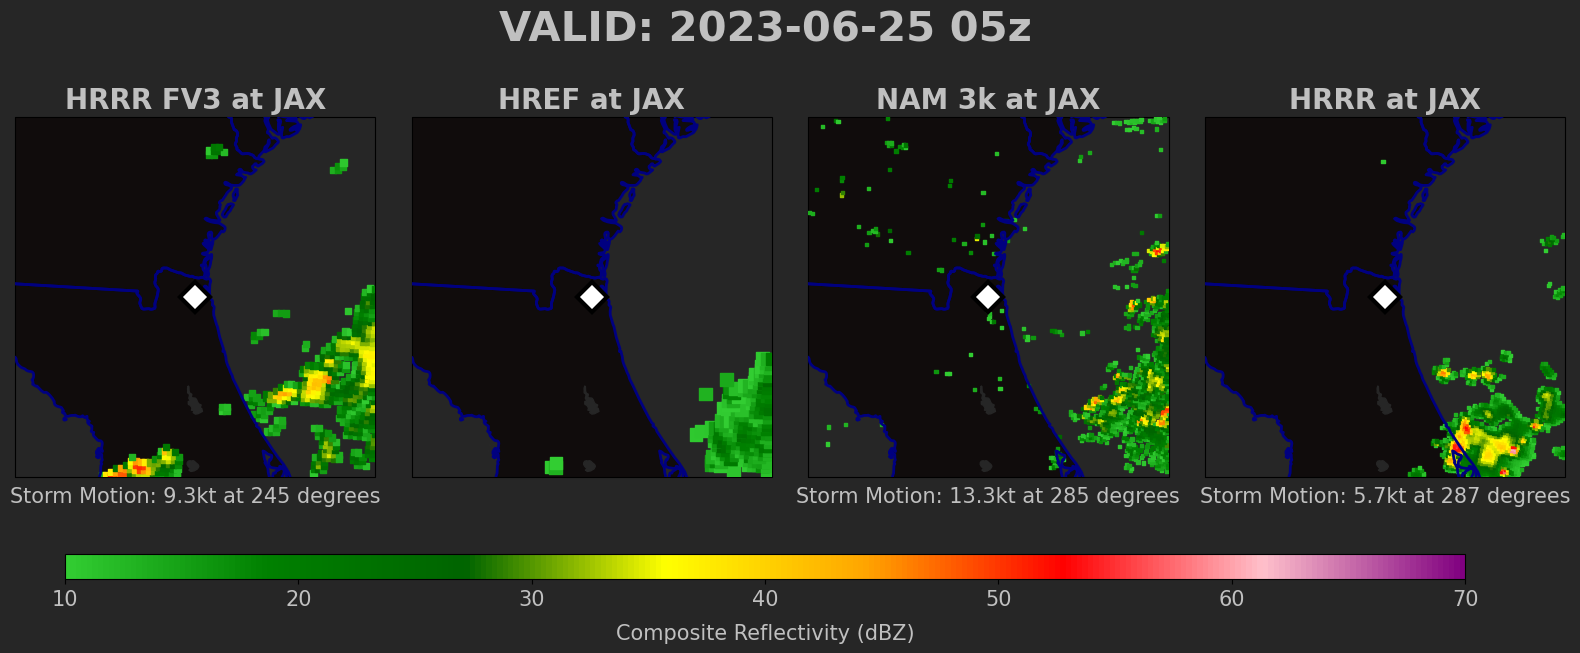 VALID: 2023-06-25 05z
HRRR FV3 at JAX
HREF at JAX
NAM 3k at JAX
HRRR at JAX
Storm Motion: 9.3kt at 245 degrees
Storm Motion: 13.3kt at 285 degrees
Storm Motion: 5.7kt at 287 degrees
10 20 30 40 50 60 70
Composite Reflectivity (dBZ)